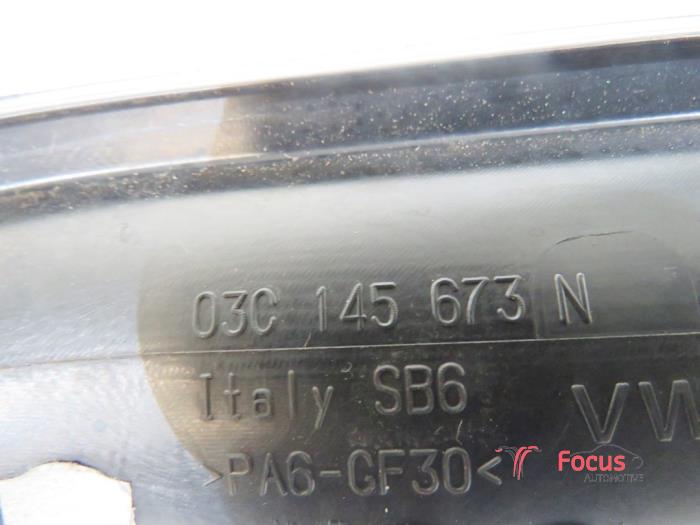 03C 145 673 N
Italy SB6 VW
>PA6-GF30<
Focus
AUTOMOTIVE